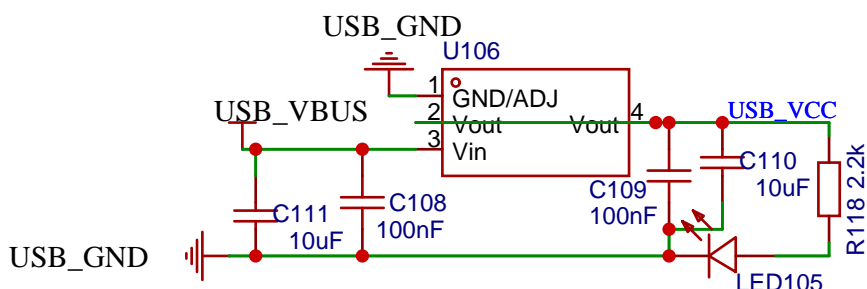 USB_GND
U106
1
GND/ADJ
USB_VBUS
2
Vout
Vout
4
USB_VCC
3
Vin
C110
10uF
C109
100nF
C108
100nF
C111
10uF
R118 2.2k
USB_GND
LED105